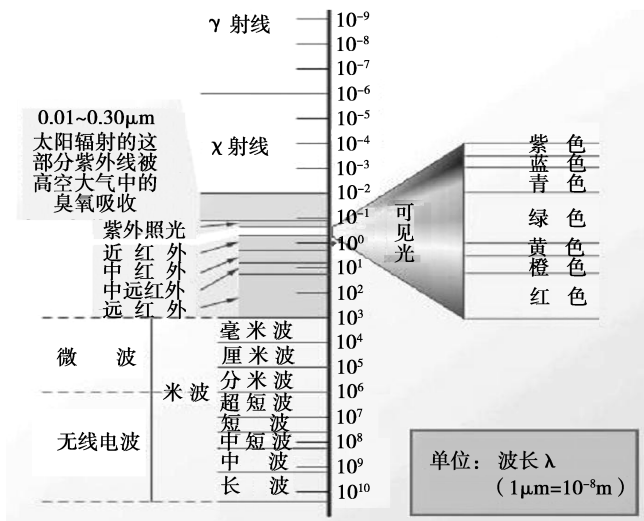 γ 射线
χ 射线
0.01~0.30μm
太阳辐射的这
部分紫外线被
高空大气中的
臭氧吸收
紫外照光
近红外
中红外
中远红外
远红外
微 波
无线电波
米波
毫米波
厘米波
分米波
超短波
短 波
中短波
中 波
长 波
10⁻⁹
10⁻⁸
10⁻⁷
10⁻⁶
10⁻⁵
10⁻⁴
10⁻³
10⁻²
10⁻¹
10⁰
10¹
10²
10³
10⁴
10⁵
10⁶
10⁷
10⁸
10⁹
10¹⁰
可见光
紫 色
蓝 色
青 色
绿 色
黄 色
橙 色
红 色
单位： 波长 λ
（1μm=10⁻⁸m）